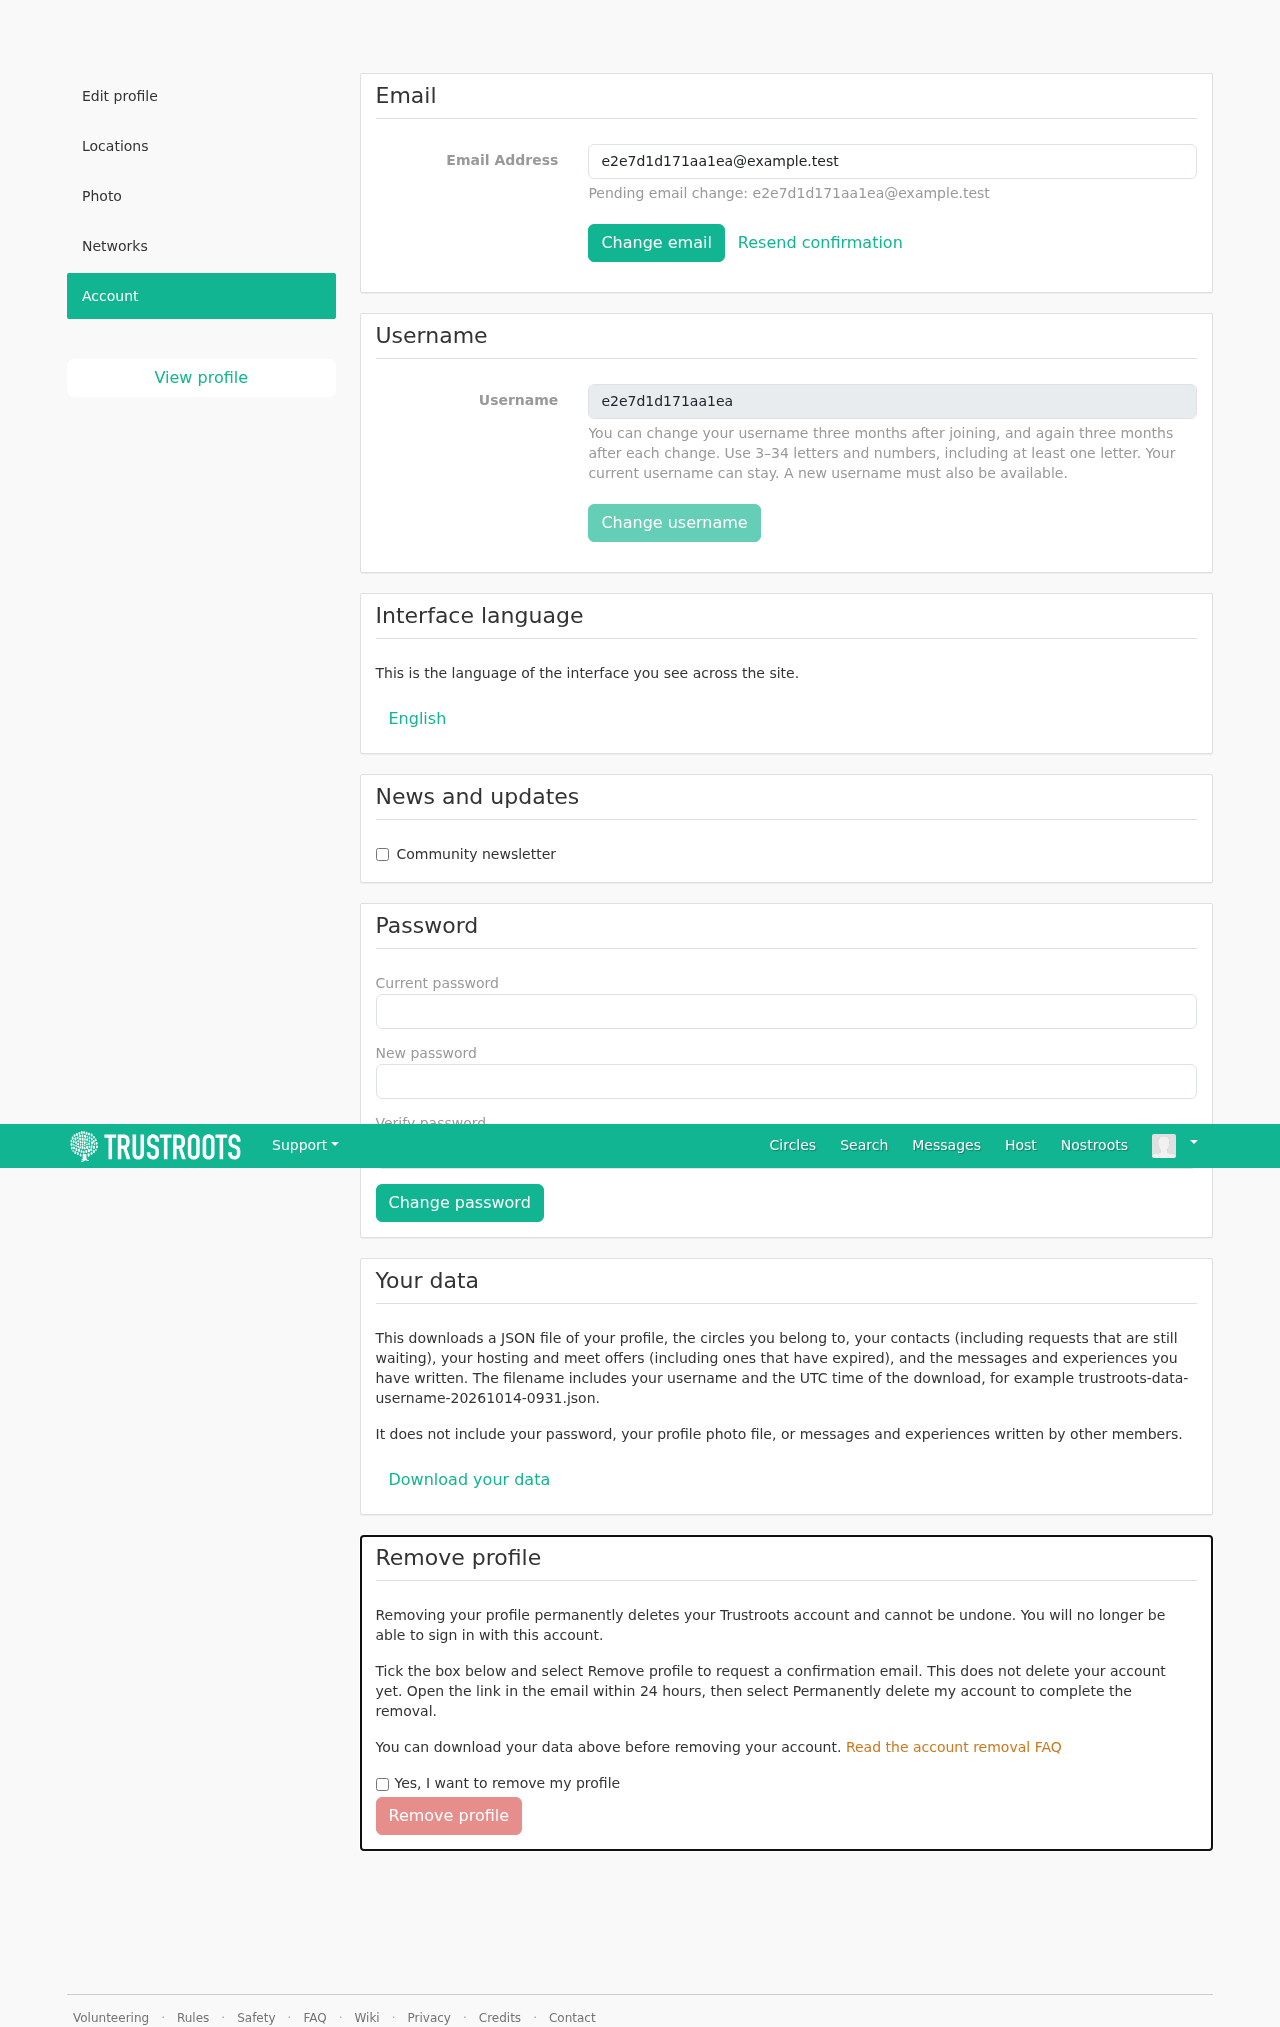 Edit profile
Locations
Photo
Networks
Account
View profile
Email
Email Address
e2e7d1d171aa1ea@example.test
Pending email change: e2e7d1d171aa1ea@example.test
Change email Resend confirmation
Username
Username
e2e7d1d171aa1ea
You can change your username three months after joining, and again three months
after each change. Use 3–34 letters and numbers, including at least one letter. Your
current username can stay. A new username must also be available.
Change username
Interface language
This is the language of the interface you see across the site.
English
News and updates
Community newsletter
Password
Current password
New password
Verify password
TRUSTROOTS Support Circles Search Messages Host Nostroots
Change password
Your data
This downloads a JSON file of your profile, the circles you belong to, your contacts (including requests that are still
waiting), your hosting and meet offers (including ones that have expired), and the messages and experiences you
have written. The filename includes your username and the UTC time of the download, for example trustroots-data-
username-20261014-0931.json.
It does not include your password, your profile photo file, or messages and experiences written by other members.
Download your data
Remove profile
Removing your profile permanently deletes your Trustroots account and cannot be undone. You will no longer be
able to sign in with this account.
Tick the box below and select Remove profile to request a confirmation email. This does not delete your account
yet. Open the link in the email within 24 hours, then select Permanently delete my account to complete the
removal.
You can download your data above before removing your account. Read the account removal FAQ
Yes, I want to remove my profile
Remove profile
Volunteering · Rules · Safety · FAQ · Wiki · Privacy · Credits · Contact